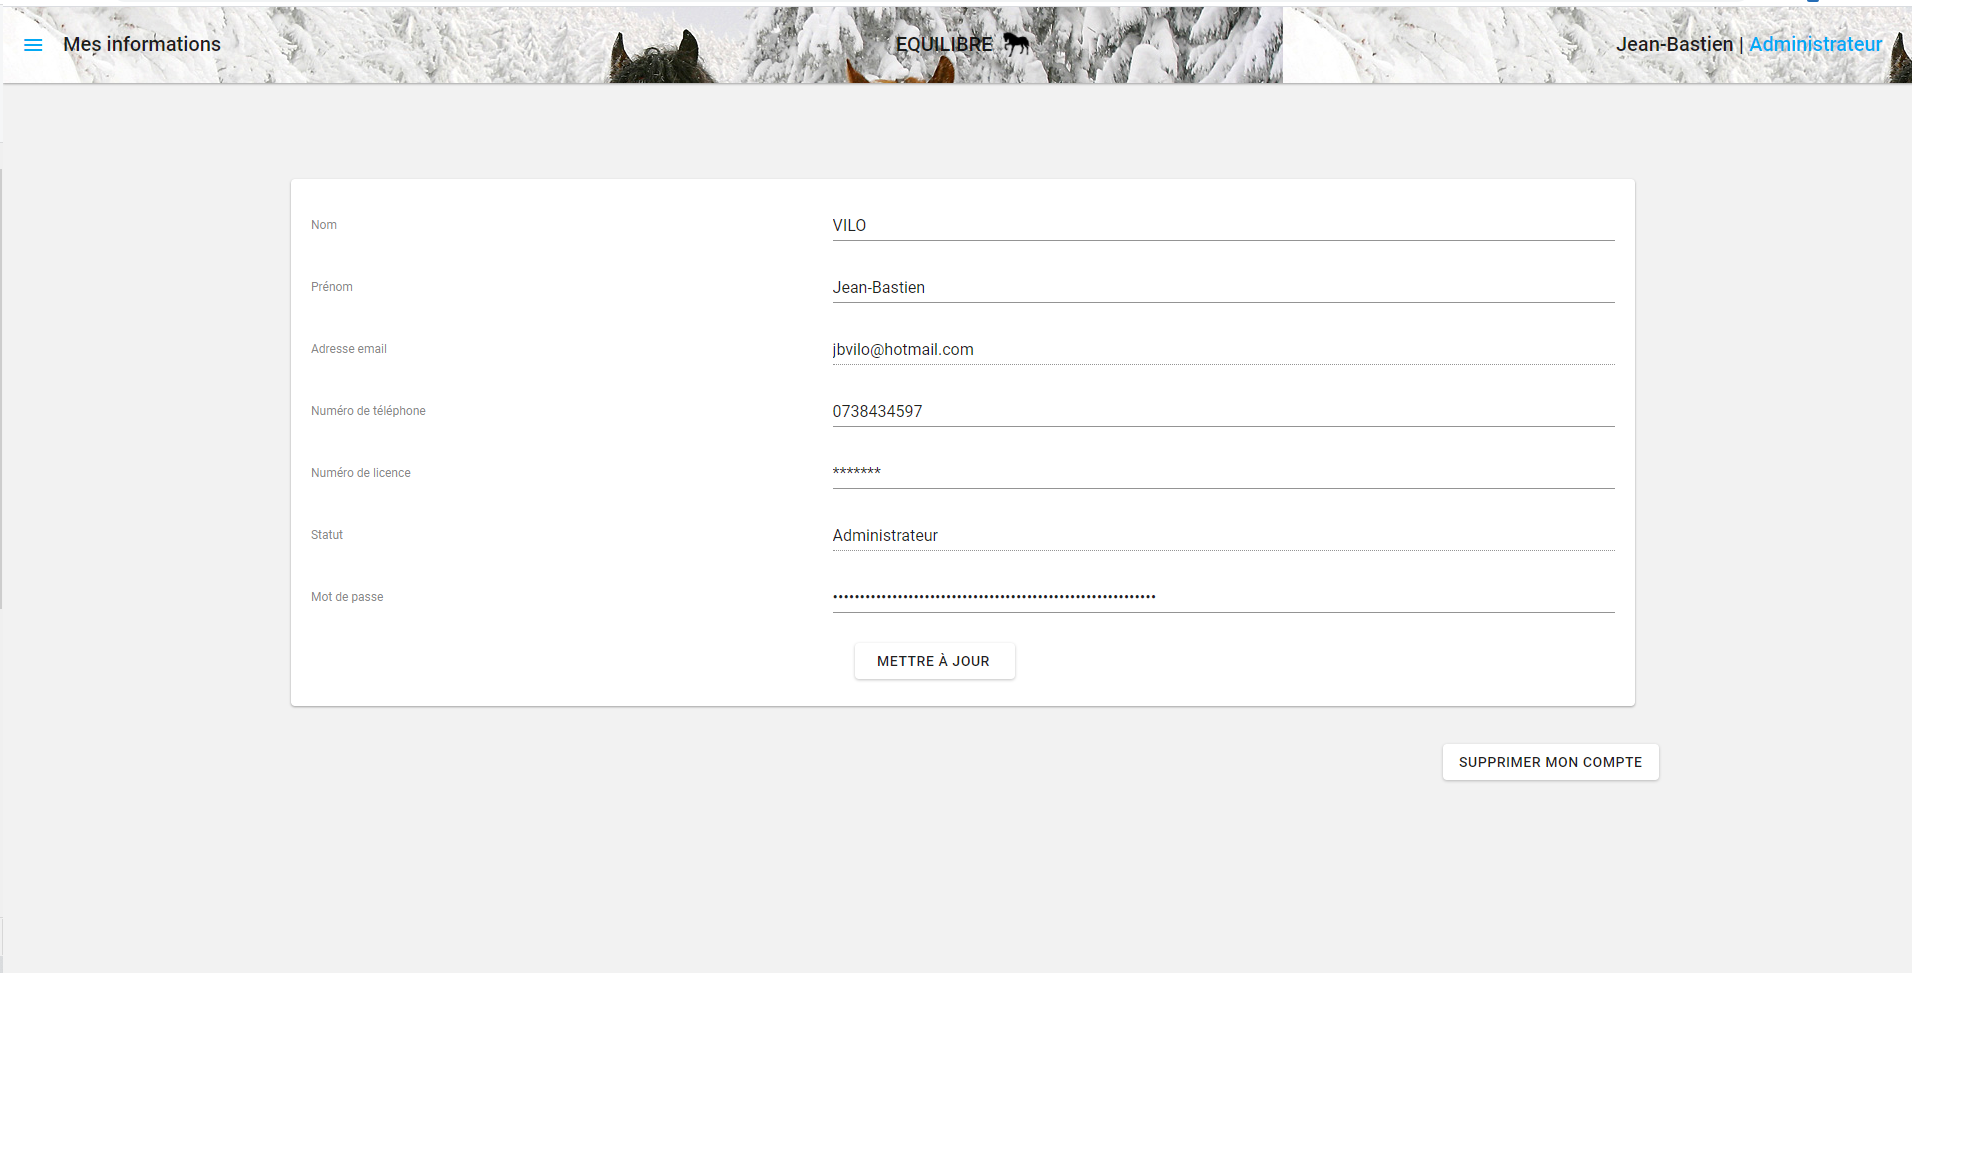 Mes informations
EQUILIBRE
Jean-Bastien | Administrateur
Nom
VILO
Prénom
Jean-Bastien
Adresse email
jbvilo@hotmail.com
Numéro de téléphone
0738434597
Numéro de licence
*******
Statut
Administrateur
Mot de passe
••••••••••••••••••••••••••••••••••••••••••••••••••••••••••••
METTRE À JOUR
SUPPRIMER MON COMPTE